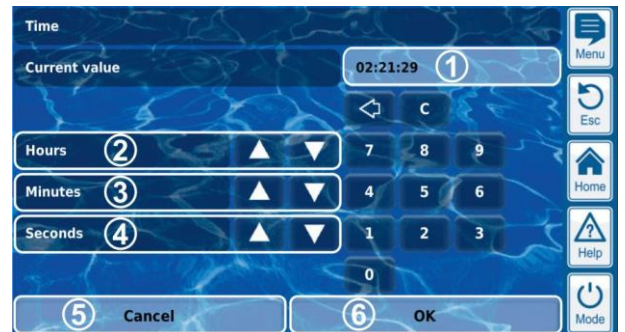 Time
Menu
Current value 02:21:29 1
C
Esc
Hours 2 7 8 9
Home
Minutes 3 4 5 6
Seconds 4 1 2 3
?
Help
0
5 Cancel 6 OK
Mode